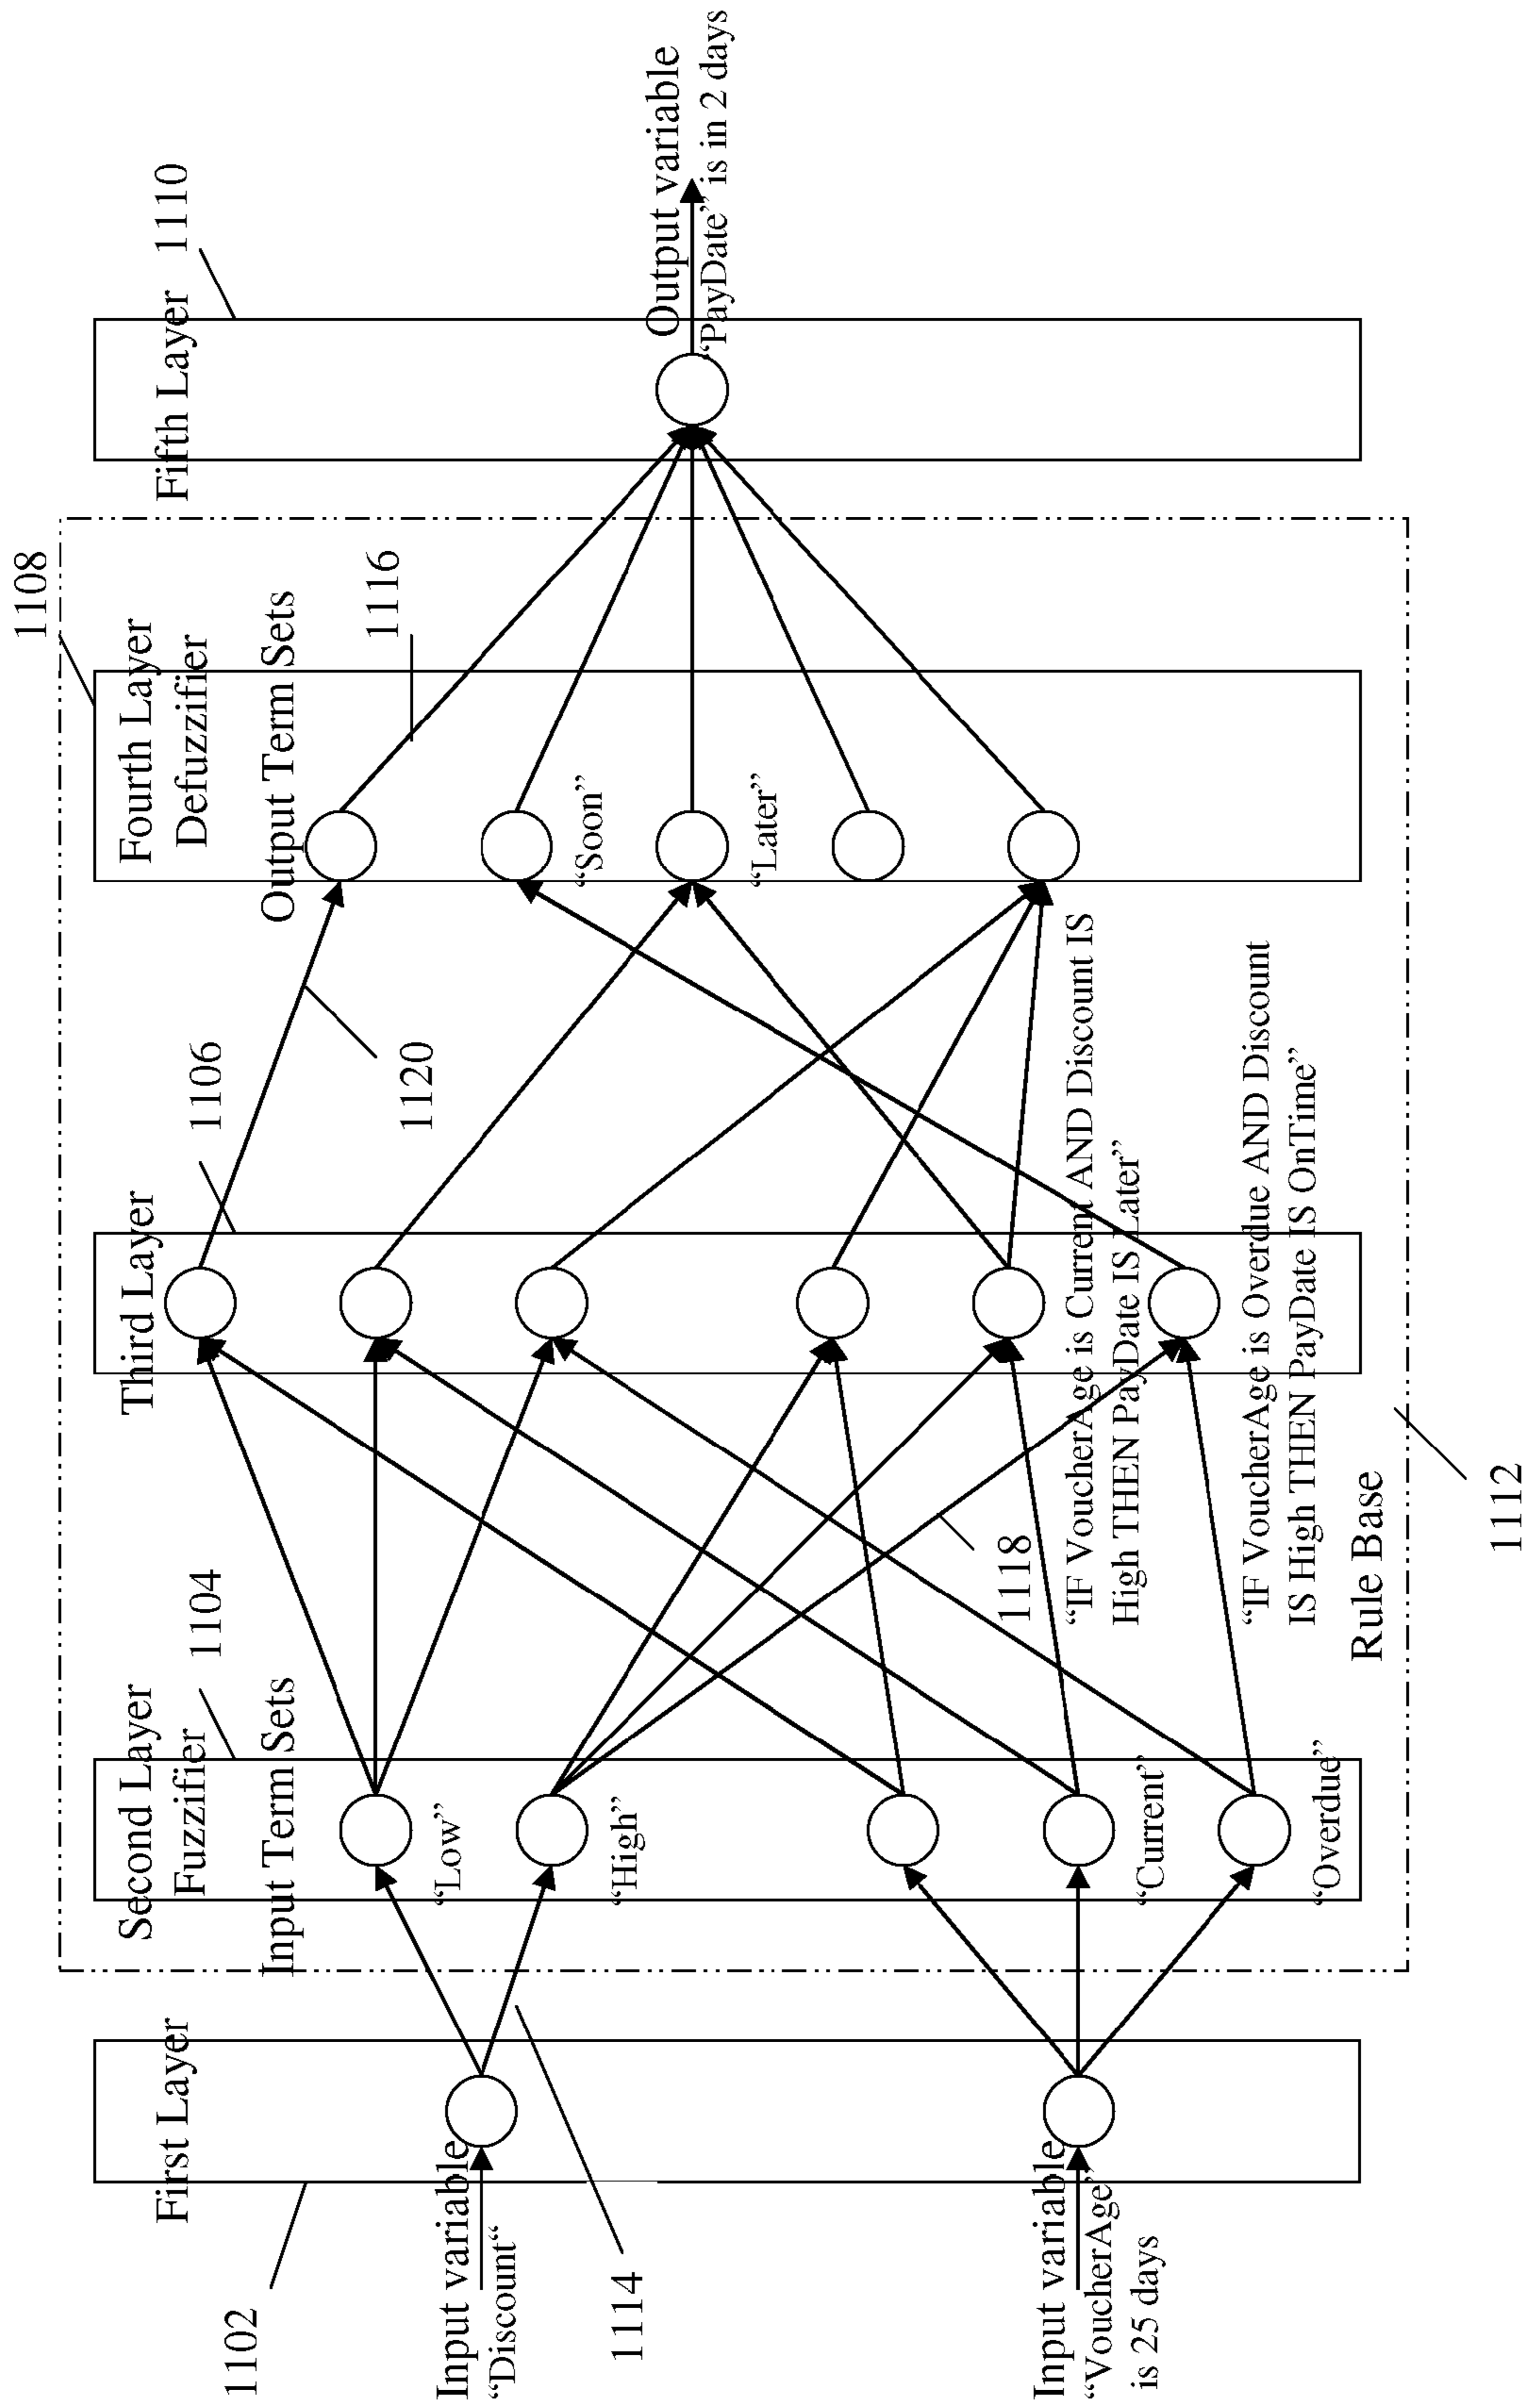 1102
First Layer
Input variable
“Discount“
1114
Input variable
“VoucherAge”
is 25 days
Second Layer
Fuzzifier
1104
Input Term Sets
“Low”
“High”
“Current”
“Overdue”
Third Layer
1106
1118
“IF VoucherAge is Current AND Discount IS
High THEN PayDate IS Later”
“IF VoucherAge is Overdue AND Discount
IS High THEN PayDate IS OnTime”
Rule Base
1112
1120
1108
Fourth Layer
Defuzzifier
Output Term Sets
1116
“Soon”
“Later”
Fifth Layer
1110
Output variable
“PayDate” is in 2 days